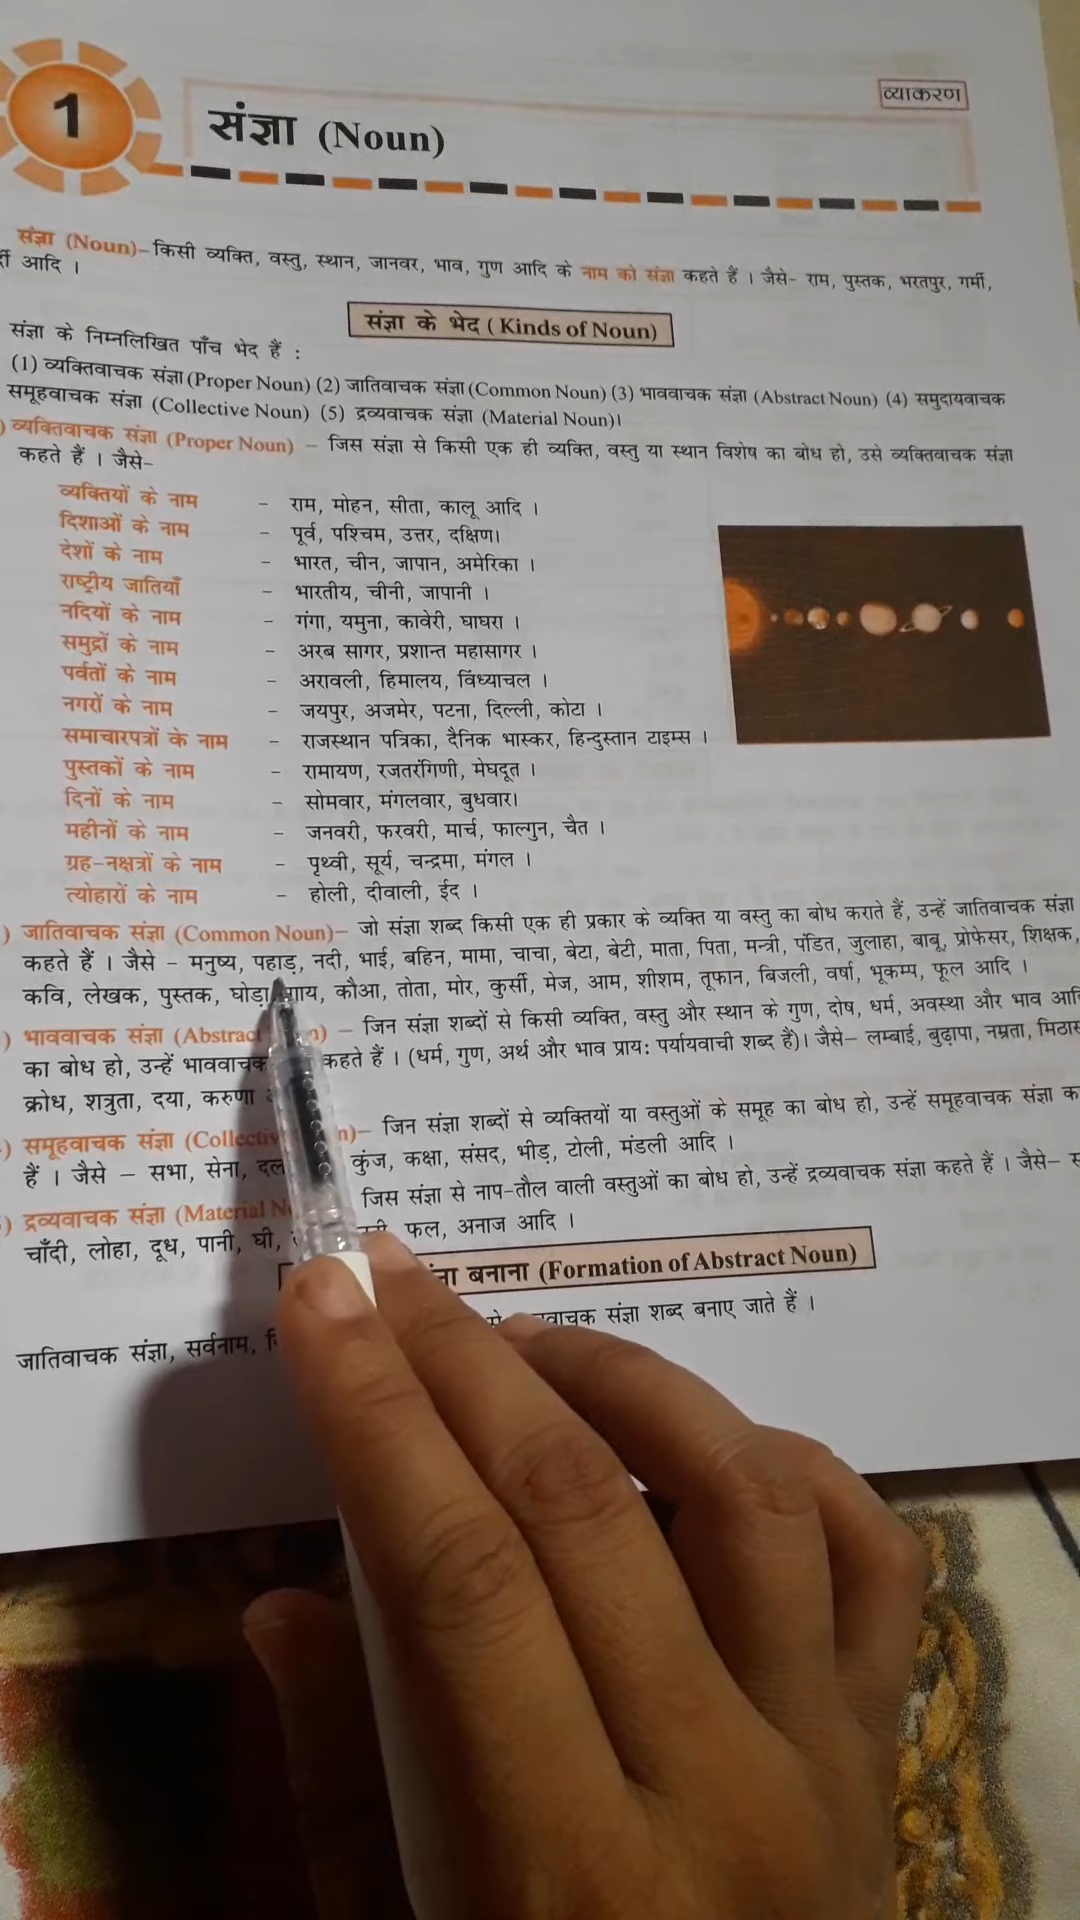 व्याकरण
1
संज्ञा (Noun)
संज्ञा (Noun)–किसी व्यक्ति, वस्तु, स्थान, जानवर, भाव, गुण आदि के नाम को संज्ञा कहते हैं । जैसे– राम, पुस्तक, भरतपुर, गर्मी,
आदि ।
संज्ञा के भेद ( Kinds of Noun)
संज्ञा के निम्नलिखित पाँच भेद हैं :
(1) व्यक्तिवाचक संज्ञा (Proper Noun) (2) जातिवाचक संज्ञा (Common Noun) (3) भाववाचक संज्ञा (Abstract Noun) (4) समुदायवाचक
समूहवाचक संज्ञा (Collective Noun) (5) द्रव्यवाचक संज्ञा (Material Noun)।
) व्यक्तिवाचक संज्ञा (Proper Noun) – जिस संज्ञा से किसी एक ही व्यक्ति, वस्तु या स्थान विशेष का बोध हो, उसे व्यक्तिवाचक संज्ञा
कहते हैं । जैसे–
व्यक्तियों के नाम – राम, मोहन, सीता, कालू आदि ।
दिशाओं के नाम – पूर्व, पश्चिम, उत्तर, दक्षिण।
देशों के नाम – भारत, चीन, जापान, अमेरिका ।
राष्ट्रीय जातियाँ – भारतीय, चीनी, जापानी ।
नदियों के नाम – गंगा, यमुना, कावेरी, घाघरा ।
समुद्रों के नाम – अरब सागर, प्रशान्त महासागर ।
पर्वतों के नाम – अरावली, हिमालय, विंध्याचल ।
नगरों के नाम – जयपुर, अजमेर, पटना, दिल्ली, कोटा ।
समाचारपत्रों के नाम – राजस्थान पत्रिका, दैनिक भास्कर, हिन्दुस्तान टाइम्स ।
पुस्तकों के नाम – रामायण, रजतरंगिणी, मेघदूत ।
दिनों के नाम – सोमवार, मंगलवार, बुधवार।
महीनों के नाम – जनवरी, फरवरी, मार्च, फाल्गुन, चैत ।
ग्रह-नक्षत्रों के नाम – पृथ्वी, सूर्य, चन्द्रमा, मंगल ।
त्योहारों के नाम – होली, दीवाली, ईद ।
) जातिवाचक संज्ञा (Common Noun)– जो संज्ञा शब्द किसी एक ही प्रकार के व्यक्ति या वस्तु का बोध कराते हैं, उन्हें जातिवाचक संज्ञा
कहते हैं । जैसे – मनुष्य, पहाड़, नदी, भाई, बहिन, मामा, चाचा, बेटा, बेटी, माता, पिता, मन्त्री, पंडित, जुलाहा, बाबू, प्रोफेसर, शिक्षक,
कवि, लेखक, पुस्तक, घोड़ा, गाय, कौआ, तोता, मोर, कुर्सी, मेज, आम, शीशम, तूफान, बिजली, वर्षा, भूकम्प, फूल आदि ।
) भाववाचक संज्ञा (Abstract – जिन संज्ञा शब्दों से किसी व्यक्ति, वस्तु और स्थान के गुण, दोष, धर्म, अवस्था और भाव आदि
का बोध हो, उन्हें भाववाचक कहते हैं । (धर्म, गुण, अर्थ और भाव प्राय: पर्यायवाची शब्द हैं)। जैसे– लम्बाई, बुढ़ापा, नम्रता, मिठास
क्रोध, शत्रुता, दया, करुणा
) समूहवाचक संज्ञा – जिन संज्ञा शब्दों से व्यक्तियों या वस्तुओं के समूह का बोध हो, उन्हें समूहवाचक संज्ञा
हैं । जैसे – सभा, सेना, दल कुंज, कक्षा, संसद, भीड़, टोली, मंडली आदि ।
) द्रव्यवाचक संज्ञा (Material जिस संज्ञा से नाप-तौल वाली वस्तुओं का बोध हो, उन्हें द्रव्यवाचक संज्ञा कहते हैं । जैसे–
चाँदी, लोहा, दूध, पानी, घी, फल, अनाज आदि ।
बनाना (Formation of Abstract Noun)
जातिवाचक संज्ञा, सर्वनाम, संज्ञा शब्द बनाए जाते हैं ।